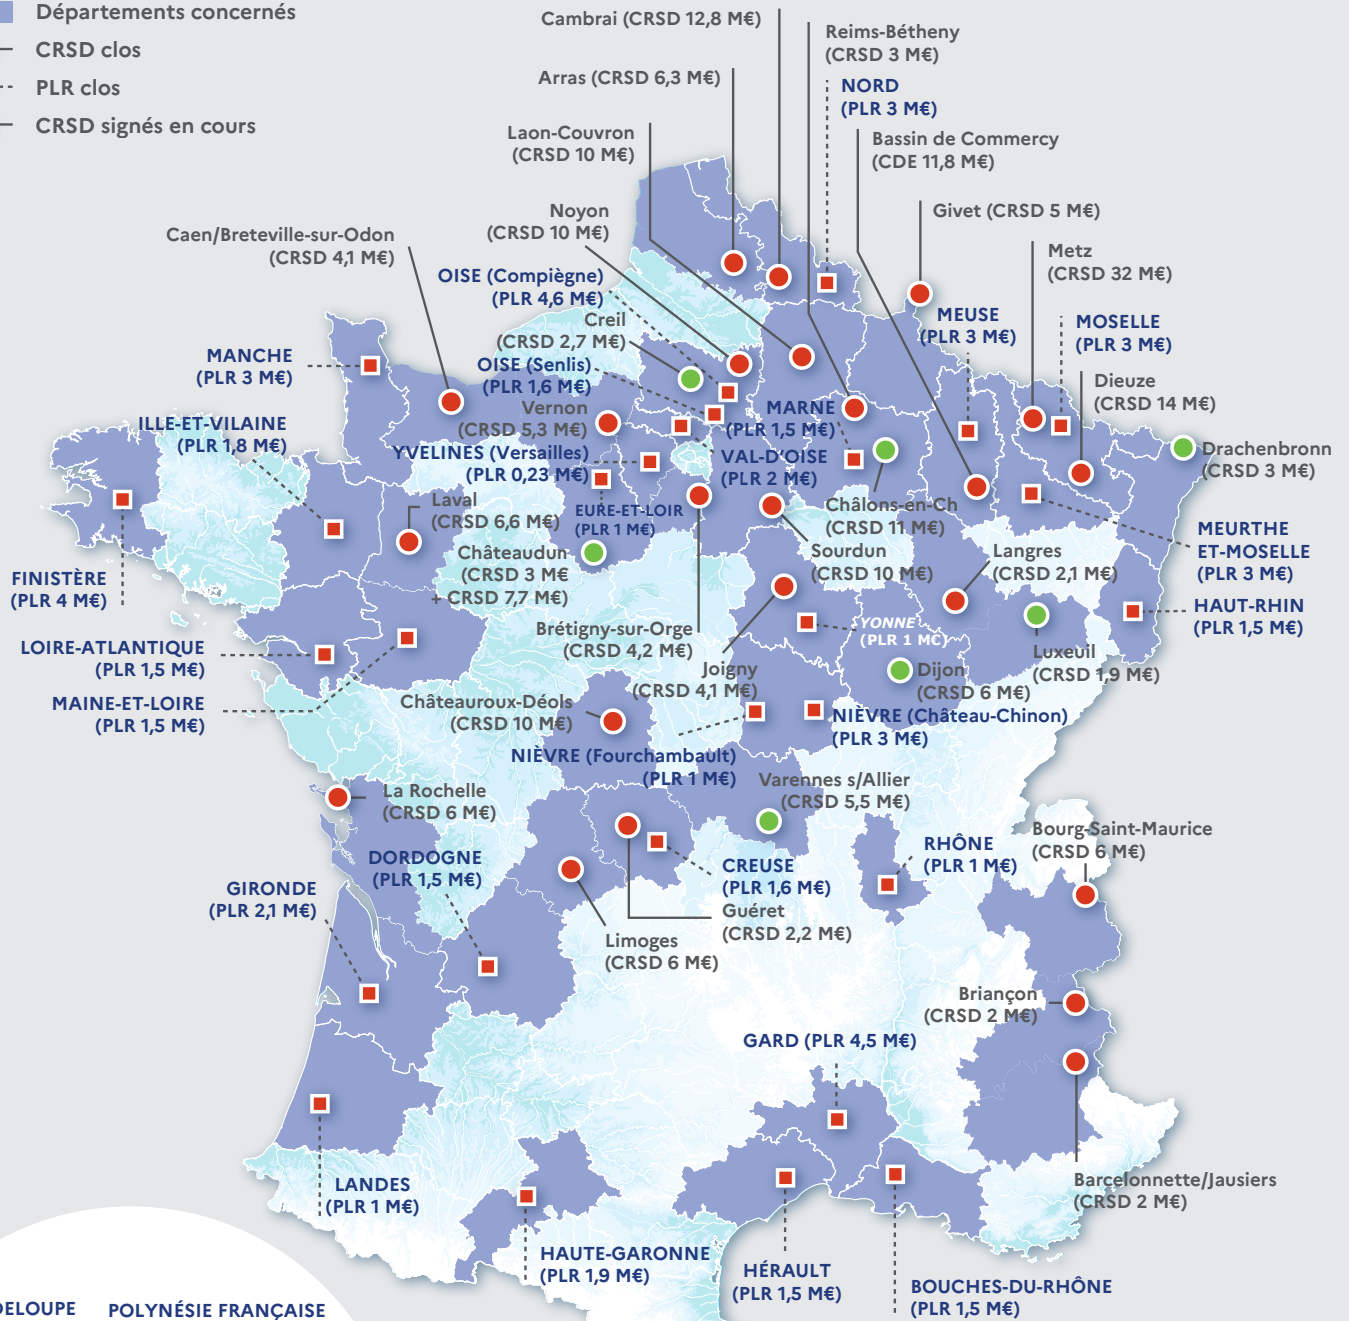 Départements concernés
CRSD clos
PLR clos
CRSD signés en cours
Cambrai (CRSD 12,8 M€)
Reims-Bétheny
(CRSD 3 M€)
Arras (CRSD 6,3 M€)
NORD
(PLR 3 M€)
Laon-Couvron
(CRSD 10 M€)
Bassin de Commercy
(CDE 11,8 M€)
Noyon
(CRSD 10 M€)
Givet (CRSD 5 M€)
Caen/Breteville-sur-Odon
(CRSD 4,1 M€)
Metz
(CRSD 32 M€)
OISE (Compiègne)
(PLR 4,6 M€)
Creil
(CRSD 2,7 M€)
MEUSE
(PLR 3 M€)
MOSELLE
(PLR 3 M€)
MANCHE
(PLR 3 M€)
OISE (Senlis)
(PLR 1,6 M€)
Dieuze
(CRSD 14 M€)
Vernon
(CRSD 5,3 M€)
MARNE
(PLR 1,5 M€)
ILLE-ET-VILAINE
(PLR 1,8 M€)
YVELINES (Versailles)
(PLR 0,23 M€)
VAL-D'OISE
(PLR 2 M€)
Drachenbronn
(CRSD 3 M€)
Laval
(CRSD 6,6 M€)
EURE-ET-LOIR
(PLR 1 M€)
Châlons-en-Ch
(CRSD 11 M€)
MEURTHE
ET-MOSELLE
(PLR 3 M€)
Châteaudun
(CRSD 3 M€
+ CRSD 7,7 M€)
Sourdun
(CRSD 10 M€)
Langres
(CRSD 2,1 M€)
FINISTÈRE
(PLR 4 M€)
HAUT-RHIN
(PLR 1,5 M€)
Brétigny-sur-Orge
(CRSD 4,2 M€)
YONNE
(PLR 1 M€)
LOIRE-ATLANTIQUE
(PLR 1,5 M€)
Joigny
(CRSD 4,1 M€)
Dijon
(CRSD 6 M€)
Luxeuil
(CRSD 1,9 M€)
MAINE-ET-LOIRE
(PLR 1,5 M€)
Châteauroux-Déols
(CRSD 10 M€)
NIÈVRE (Château-Chinon)
(PLR 3 M€)
NIÈVRE (Fourchambault)
(PLR 1 M€)
Varennes s/Allier
(CRSD 5,5 M€)
La Rochelle
(CRSD 6 M€)
Bourg-Saint-Maurice
(CRSD 6 M€)
DORDOGNE
(PLR 1,5 M€)
RHÔNE
(PLR 1 M€)
CREUSE
(PLR 1,6 M€)
GIRONDE
(PLR 2,1 M€)
Guéret
(CRSD 2,2 M€)
Limoges
(CRSD 6 M€)
Briançon
(CRSD 2 M€)
GARD (PLR 4,5 M€)
LANDES
(PLR 1 M€)
Barcelonnette/Jausiers
(CRSD 2 M€)
HAUTE-GARONNE
(PLR 1,9 M€)
HÉRAULT
(PLR 1,5 M€)
BOUCHES-DU-RHÔNE
(PLR 1,5 M€)
DELOUPE
POLYNÉSIE FRANÇAISE